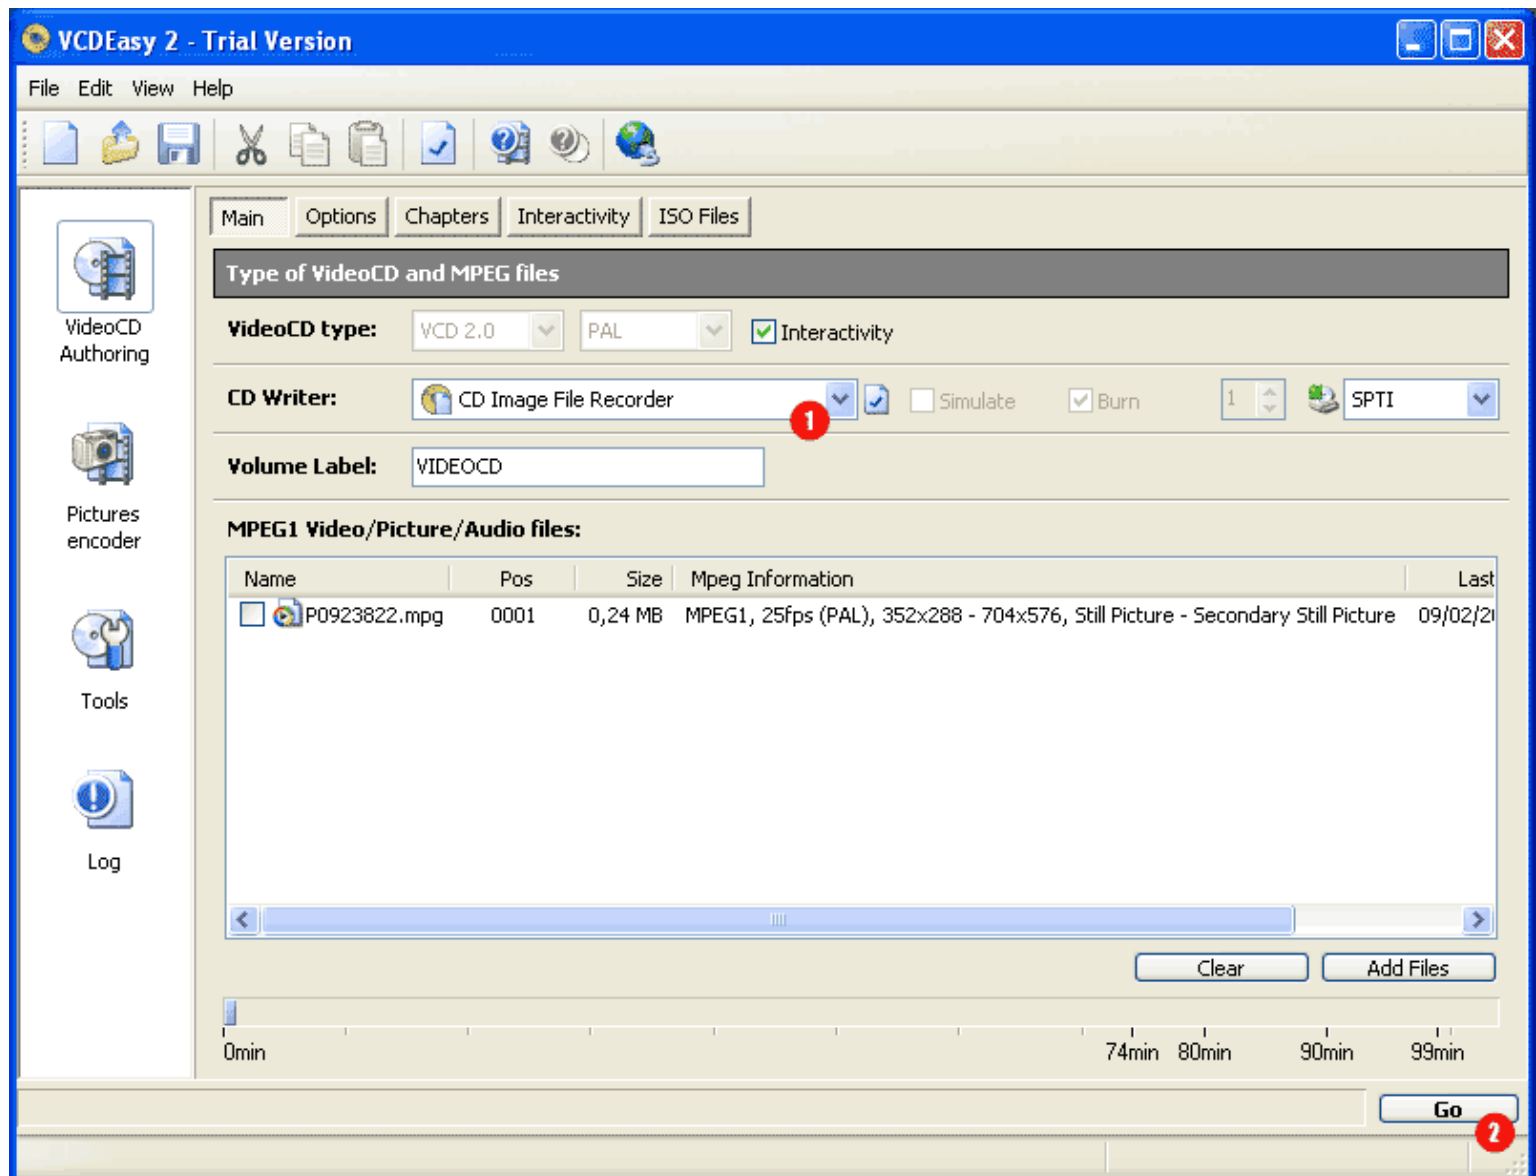 VCDEasy 2 - Trial Version
File Edit View Help
Main Options Chapters Interactivity ISO Files
Type of VideoCD and MPEG files
VideoCD type: VCD 2.0 PAL Interactivity
CD Writer: CD Image File Recorder Simulate Burn 1 SPTI
1
Volume Label: VIDEOCD
MPEG1 Video/Picture/Audio files:
Name Pos Size Mpeg Information Last
P0923822.mpg 0001 0,24 MB MPEG1, 25fps (PAL), 352x288 - 704x576, Still Picture - Secondary Still Picture 09/02/2
VideoCD
Authoring
Pictures
encoder
Tools
Log
Clear Add Files
0min 74min 80min 90min 99min
Go
2